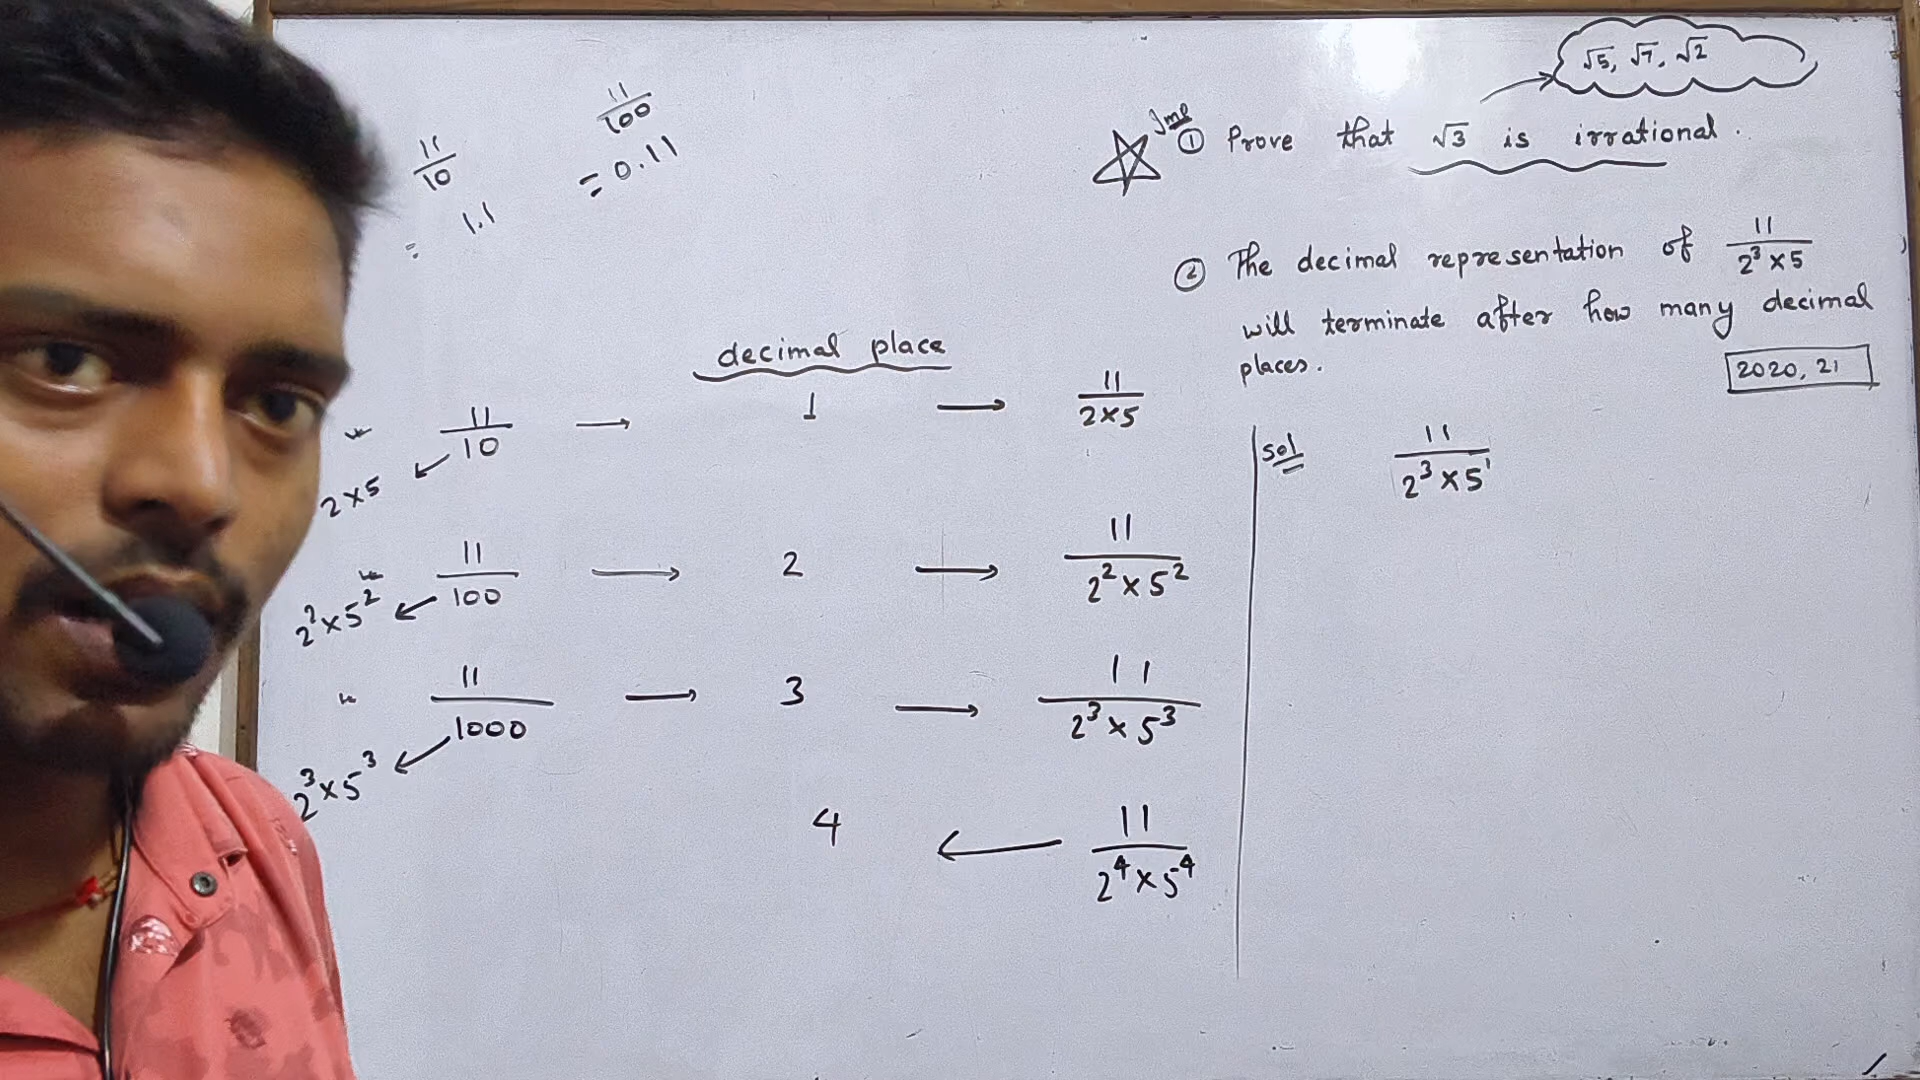 11/10
= 1.1
11/100
= 0.11
decimal place
11/10 → 1 → 11/2×5
2×5
11/100 → 2 → 11/2²×5²
2²×5²
11/1000 → 3 → 11/2³×5³
2³×5³
4 ← 11/2⁴×5⁴
√5, √7, √2
Imp
① Prove that √3 is irrational.
② The decimal representation of 11/2³×5
will terminate after how many decimal
places.
2020, 21
Sol 11/2³×5¹